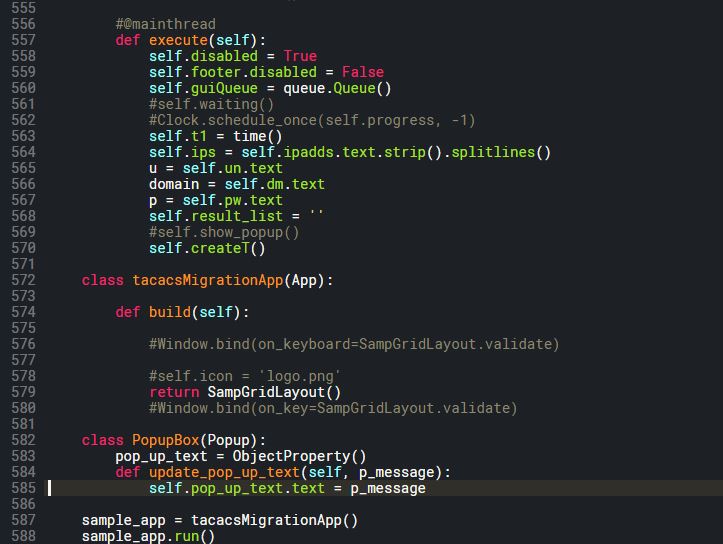 555
556 #@mainthread
557 def execute(self):
558 self.disabled = True
559 self.footer.disabled = False
560 self.guiQueue = queue.Queue()
561 #self.waiting()
562 #Clock.schedule_once(self.progress, -1)
563 self.t1 = time()
564 self.ips = self.ipadds.text.strip().splitlines()
565 u = self.un.text
566 domain = self.dm.text
567 p = self.pw.text
568 self.result_list = ''
569 #self.show_popup()
570 self.createT()
571
572 class tacacsMigrationApp(App):
573
574 def build(self):
575
576 #Window.bind(on_keyboard=SampGridLayout.validate)
577
578 #self.icon = 'logo.png'
579 return SampGridLayout()
580 #Window.bind(on_key=SampGridLayout.validate)
581
582 class PopupBox(Popup):
583 pop_up_text = ObjectProperty()
584 def update_pop_up_text(self, p_message):
585 self.pop_up_text.text = p_message
586
587 sample_app = tacacsMigrationApp()
588 sample_app.run()